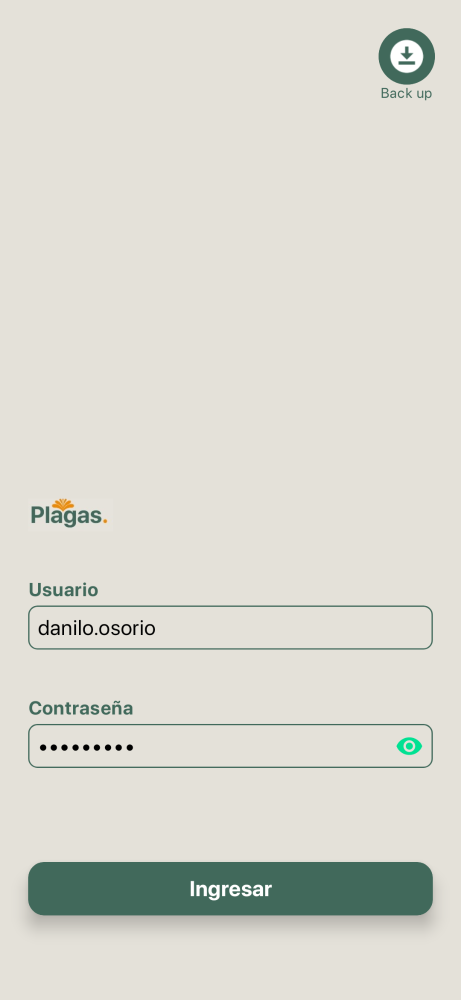 Back up
Plagas.
Usuario
danilo.osorio
Contraseña
•••••••••
Ingresar